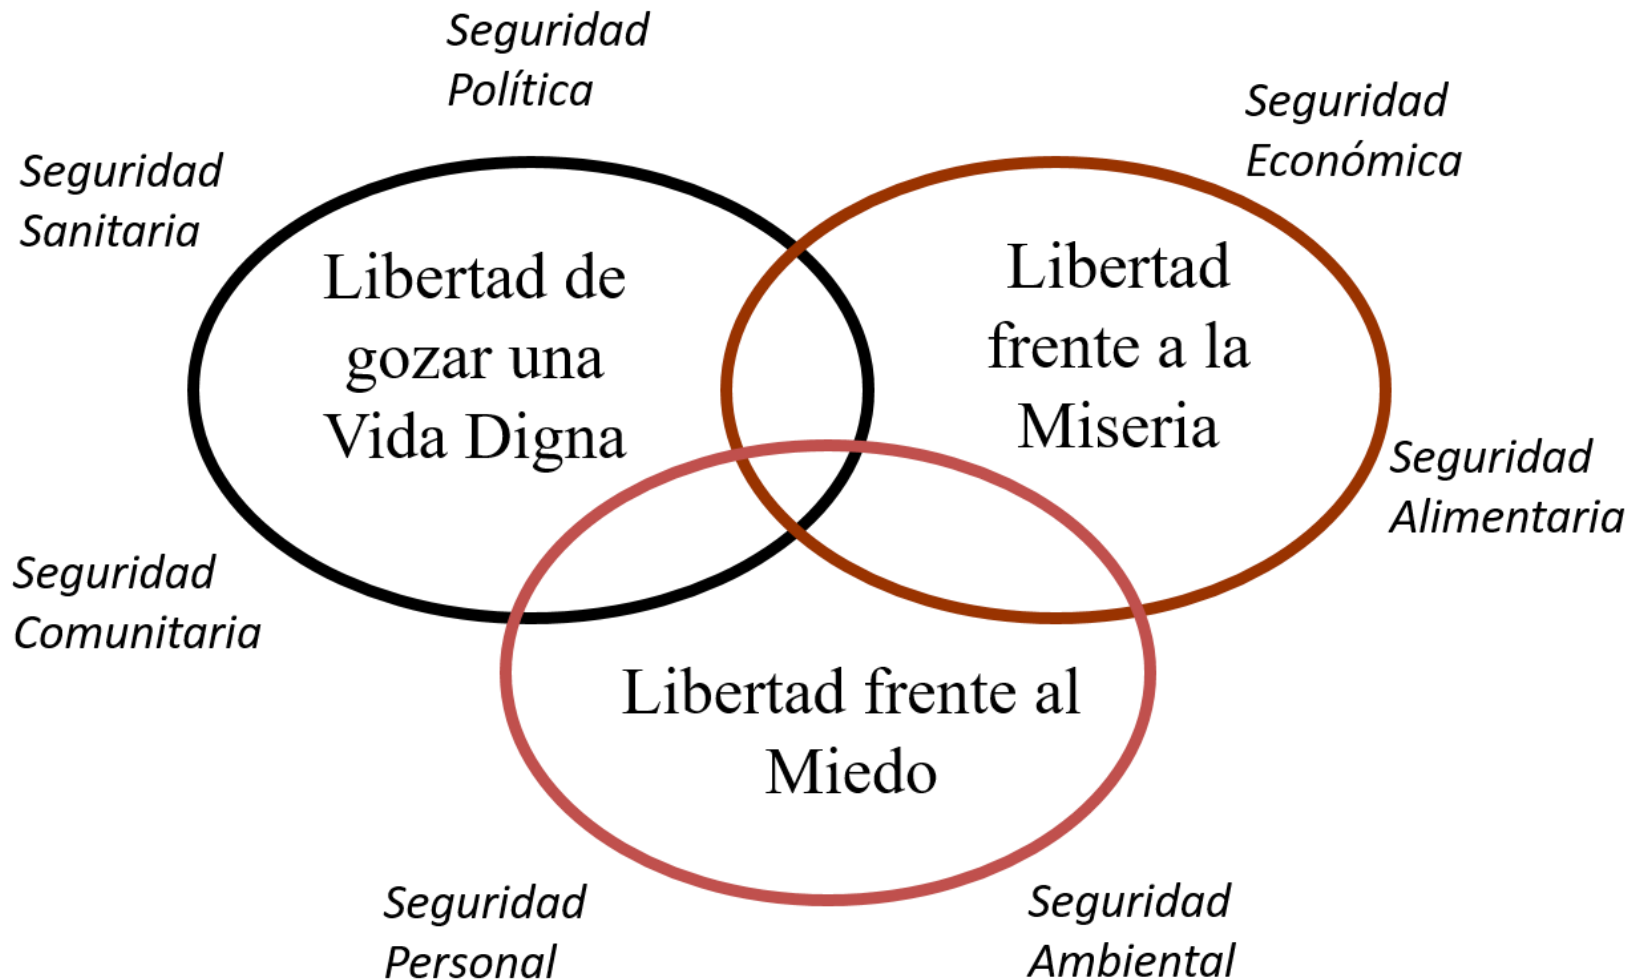 Seguridad
Política
Seguridad
Económica
Seguridad
Sanitaria
Libertad de
gozar una
Vida Digna
Libertad
frente a la
Miseria
Seguridad
Alimentaria
Seguridad
Comunitaria
Libertad frente al
Miedo
Seguridad
Personal
Seguridad
Ambiental